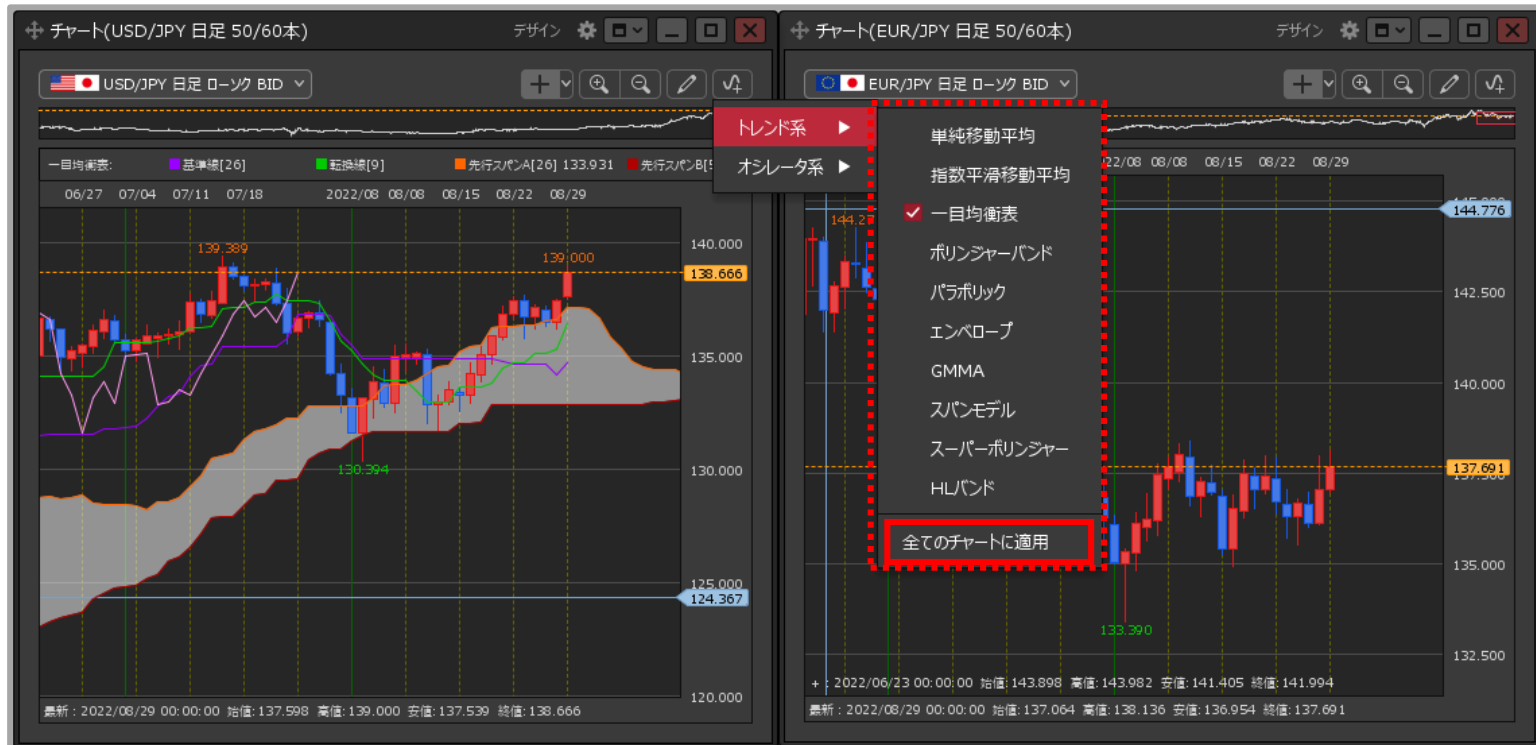 チャート(USD/JPY 日足 50/60本)
デザイン
USD/JPY 日足 ローソク BID
一目均衡表:
基準線[26]
転換線[9]
先行スパンA[26] 133.931
先行スパンB[5
06/27 07/04 07/11 07/18 2022/08 08/08 08/15 08/22 08/29
139.389
139.000
130.394
140.000
138.666
135.000
130.000
125.000
124.367
120.000
最新 : 2022/08/29 00:00:00 始値:137.598 高値:139.000 安値:137.539 終値:138.666
トレンド系
オシレータ系
単純移動平均
指数平滑移動平均
一目均衡表
ボリンジャーバンド
パラボリック
エンベロープ
GMMA
スパンモデル
スーパーボリンジャー
HLバンド
全てのチャートに適用
チャート(EUR/JPY 日足 50/60本)
デザイン
EUR/JPY 日足 ローソク BID
22/08 08/08 08/15 08/22 08/29
144.2
133.390
144.776
142.500
140.000
137.691
135.000
132.500
+ : 2022/06/23 00:00:00 始値:143.898 高値:143.982 安値:141.405 終値:141.994
最新 : 2022/08/29 00:00:00 始値:137.064 高値:138.136 安値:136.954 終値:137.691